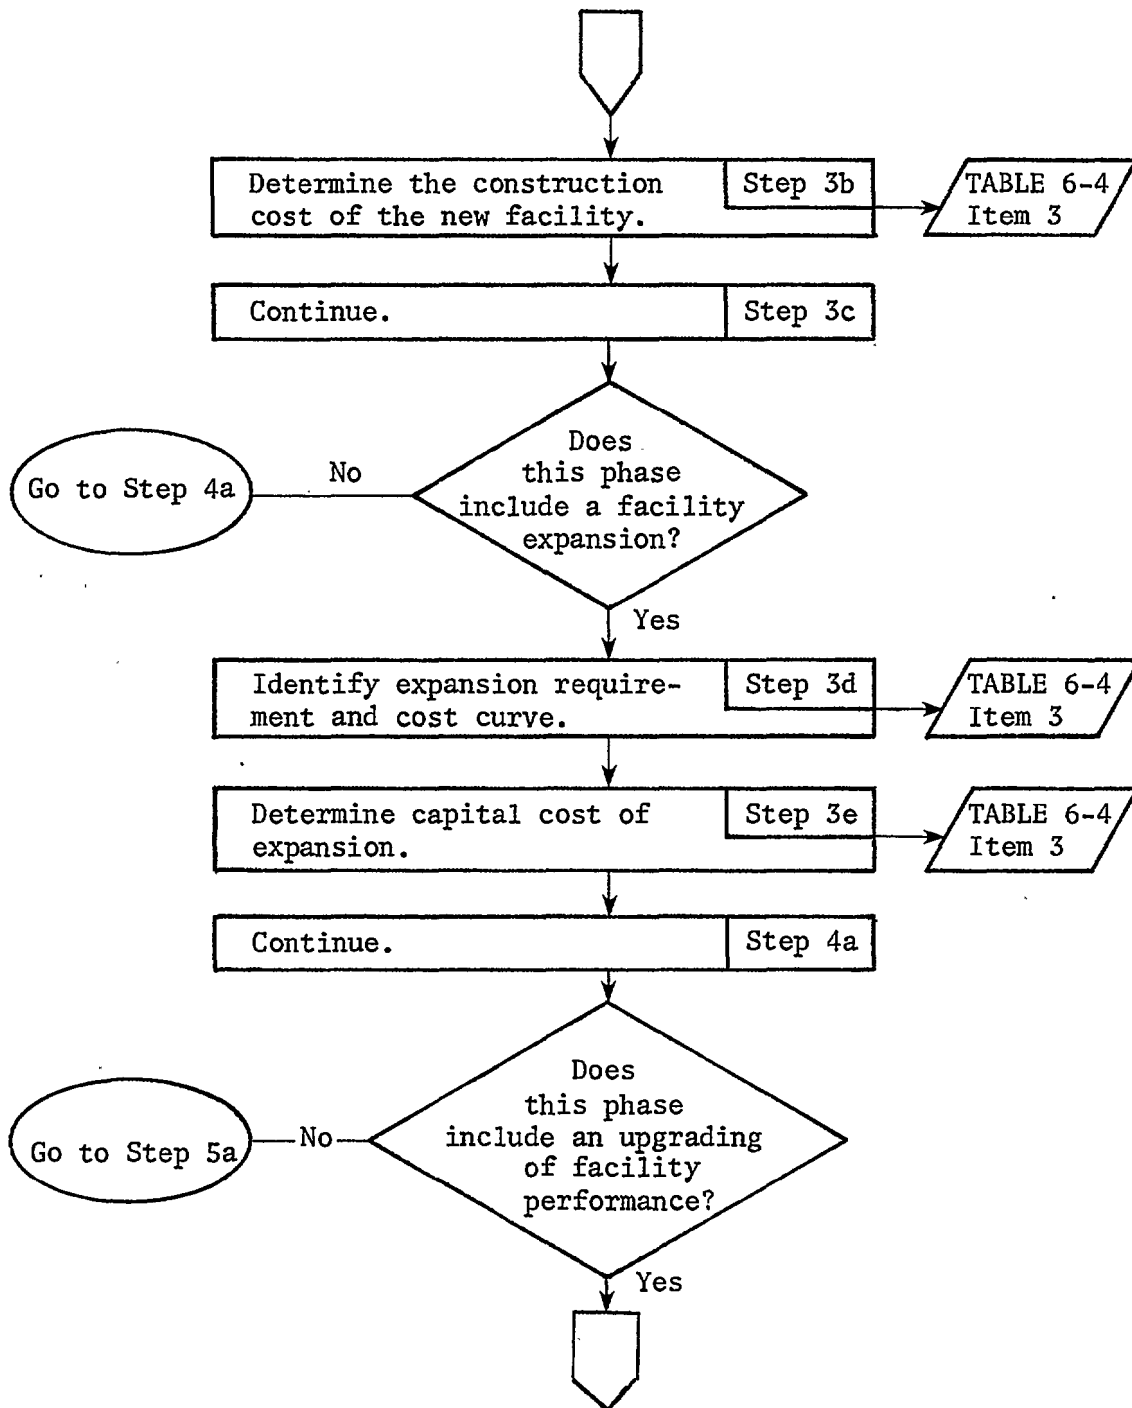 Determine the construction
cost of the new facility.
Step 3b
TABLE 6-4
Item 3
Continue.
Step 3c
Does
this phase
include a facility
expansion?
No
Go to Step 4a
Yes
Identify expansion require-
ment and cost curve.
Step 3d
TABLE 6-4
Item 3
Determine capital cost of
expansion.
Step 3e
TABLE 6-4
Item 3
Continue.
Step 4a
Does
this phase
include an upgrading
of facility
performance?
No
Go to Step 5a
Yes